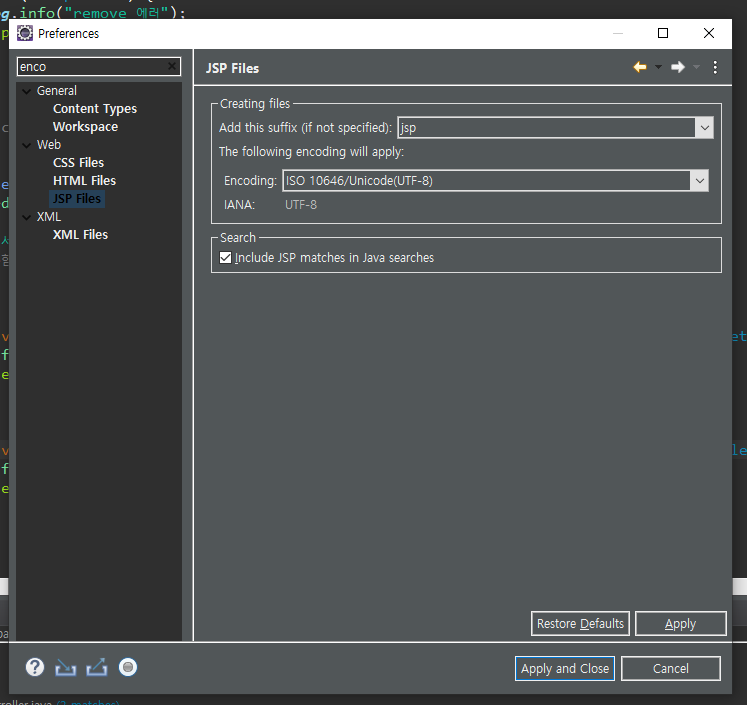 g.info("remove 에러");
Preferences
enco
General
Content Types
Workspace
Web
CSS Files
HTML Files
JSP Files
XML
XML Files
JSP Files
Creating files
Add this suffix (if not specified): jsp
The following encoding will apply:
Encoding: ISO 10646/Unicode(UTF-8)
IANA: UTF-8
Search
Include JSP matches in Java searches
Restore Defaults
Apply
Apply and Close
Cancel